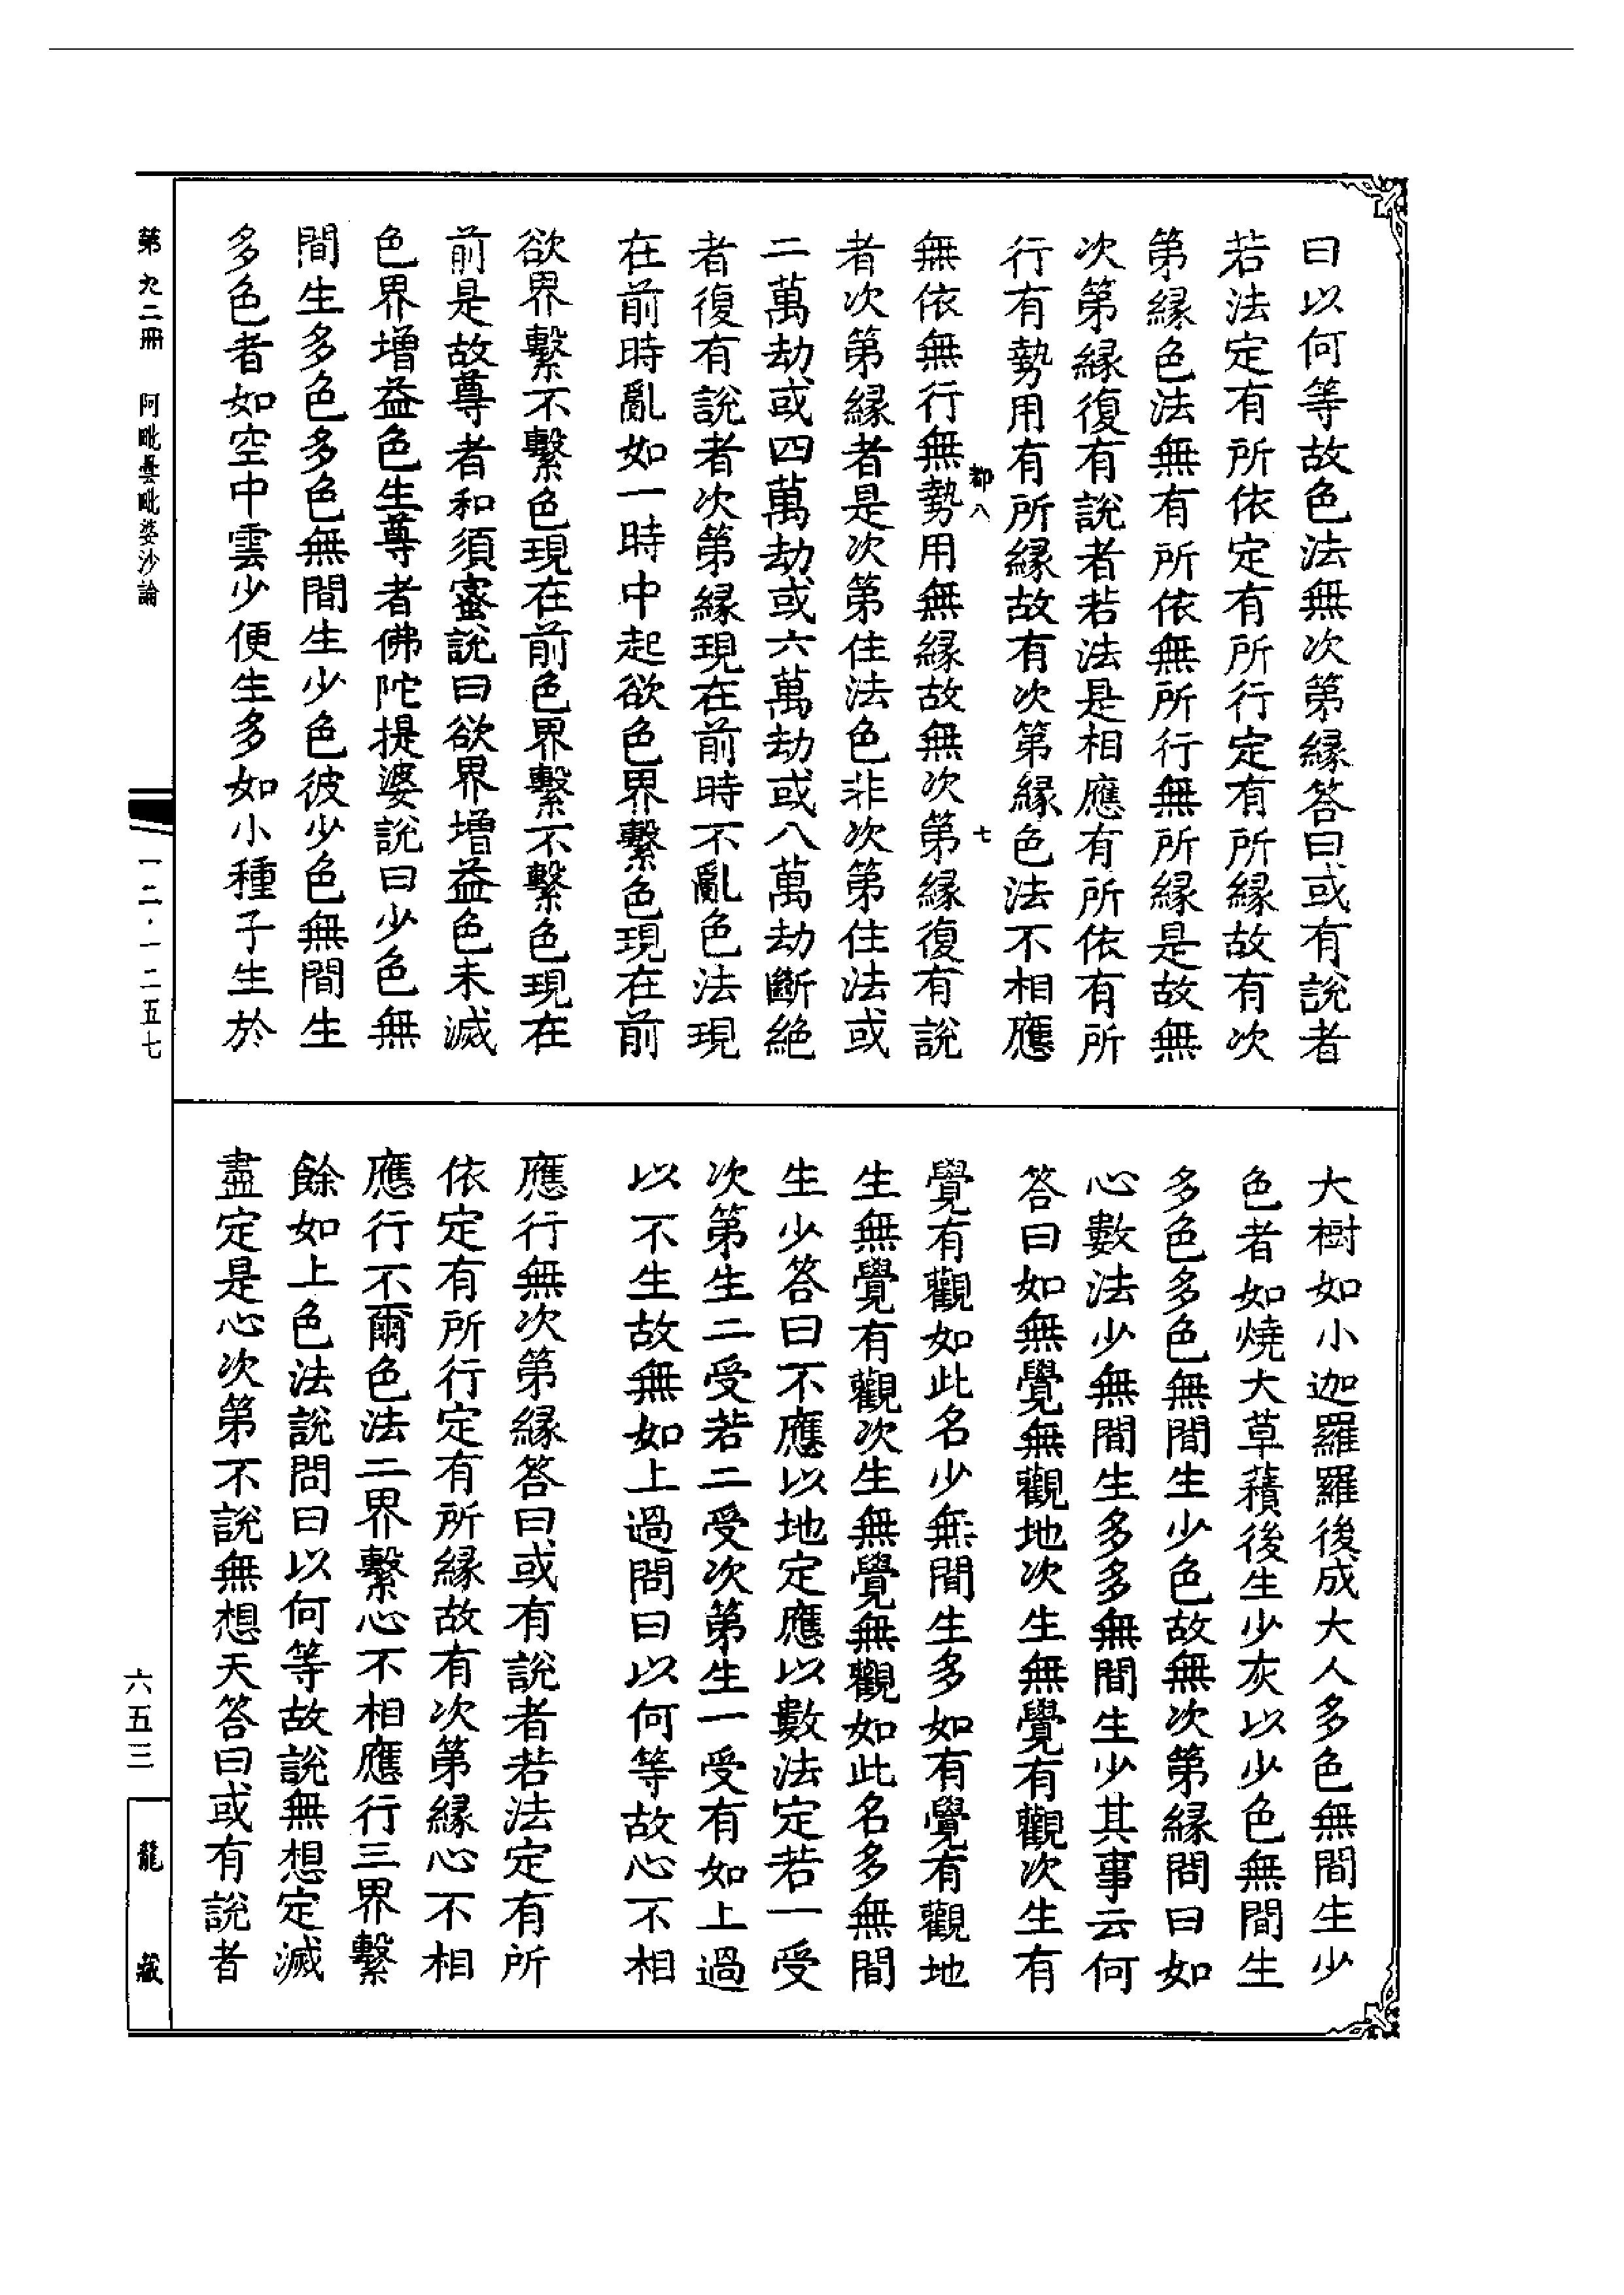 曰以何等故色法無次第縁答曰或有說者
若法定有所依定有所行定有所縁故有次
第縁色法無有所依無所行無所縁是故無
次第縁復有說者若法是相應有所依有所
行有勢用有所縁故有次第縁色法不相應
都八
七
無依無行無勢用無縁故無次第縁復有說
者次第縁者是次第住法色非次第住法或
二萬劫或四萬劫或六萬劫或八萬劫斷絕
者復有說者次第縁現在前時不亂色法現
在前時亂如一時中起欲色界繫色現在前
欲界繫不繫色現在前色界繫不繫色現在
前是故尊者和須蜜說曰欲界增益色未滅
色界增益色生尊者佛陀提婆說曰少色無
間生多色多色無間生少色彼少色無間生
多色者如空中雲少便生多如小種子生於
大樹如小迦羅羅後成大人多色無間生少
色者如燒大草𧂐後生少灰以少色無間生
多色多色無間生少色故無次第縁問曰如
心數法少無間生多多無間生少其事云何
答曰如無覺無觀地次生無覺有觀次生有
覺有觀如此名少無間生多如有覺有觀地
生無覺有觀次生無覺無觀如此名多無間
生少答曰不應以地定應以數法定若一受
次第生二受若二受次第生一受有如上過
以不生故無如上過問曰以何等故心不相
應行無次第縁答曰或有說者若法定有所
依定有所行定有所縁故有次第縁心不相
應行不爾色法二界繫心不相應行三界繫
餘如上色法說問曰以何等故說無想定滅
盡定是心次第不說無想天答曰或有說者
第九二冊 阿毗曇毗婆沙論
一二·一二五七
六五三
龍藏